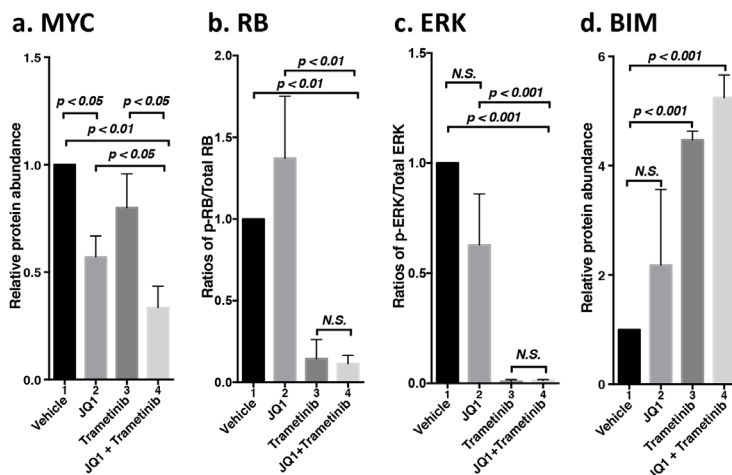 a. MYC
b. RB
c. ERK
d. BIM
Relative protein abundance
1.5
1.0
0.5
0.0
p < 0.05
p < 0.05
p < 0.01
p < 0.05
1
2
3
4
Vehicle
JQ1
Trametinib
JQ1 + Trametinib
Ratios of p-RB/Total RB
2.0
1.5
1.0
0.5
0.0
p < 0.01
p < 0.01
N.S.
1
2
3
4
Vehicle
JQ1
Trametinib
JQ1+Trametinib
Ratios of p-ERK/Total ERK
1.5
1.0
0.5
0.0
N.S.
p < 0.001
p < 0.001
N.S.
1
2
3
4
Vehicle
JQ1
Trametinib
JQ1+Trametinib
Relative protein abundance
6
4
2
0
p < 0.001
p < 0.001
N.S.
1
2
3
4
Vehicle
JQ1
Trametinib
JQ1 + Trametinib